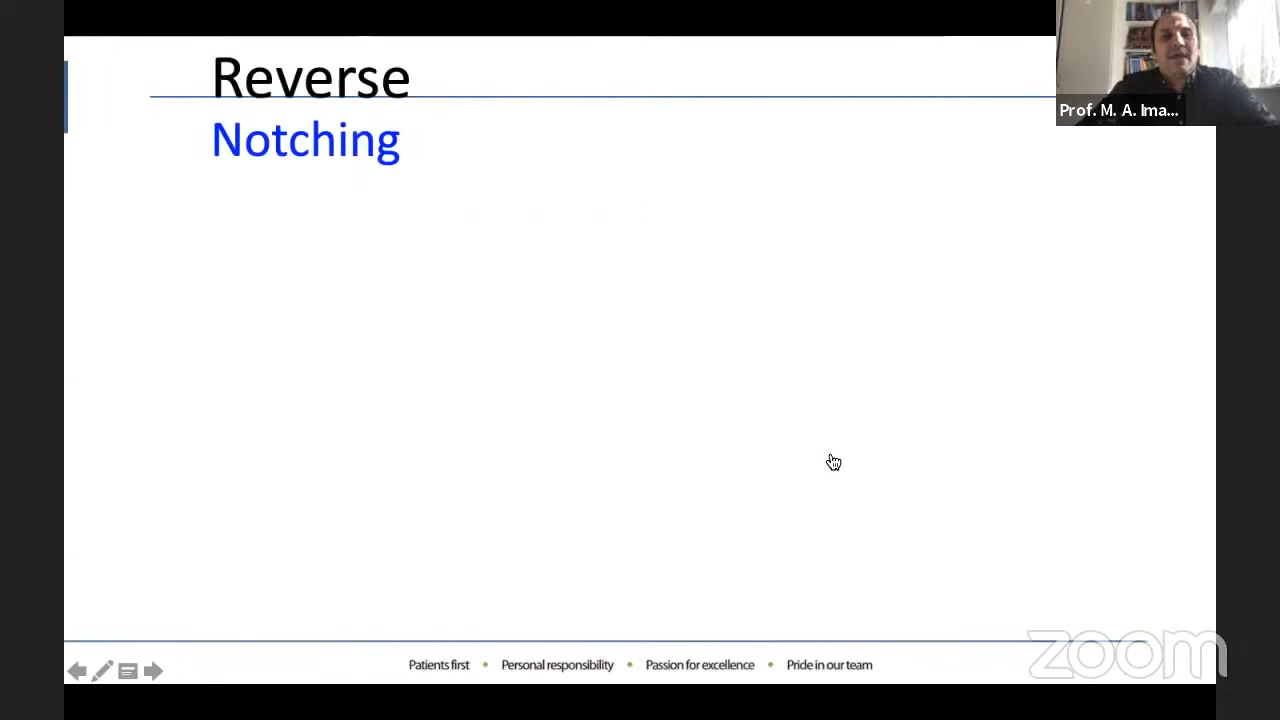 Reverse
Notching
Prof. M. A. Ima...
Patients first • Personal responsibility • Passion for excellence • Pride in our team
zoom